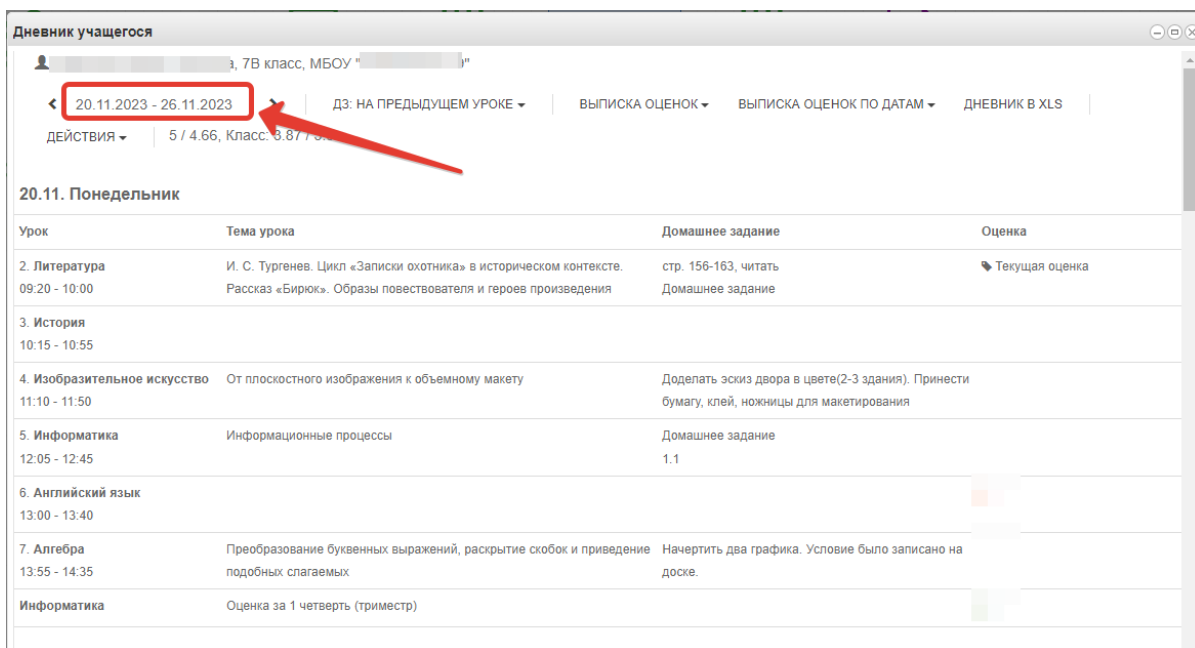 Дневник учащегося
а, 7В класс, МБОУ "
20.11.2023 - 26.11.2023 ДЗ: НА ПРЕДЫДУЩЕМ УРОКЕ ВЫПИСКА ОЦЕНОК ВЫПИСКА ОЦЕНОК ПО ДАТАМ ДНЕВНИК В XLS
ДЕЙСТВИЯ 5 / 4.66, Класс: 3.87 /
20.11. Понедельник
Урок Тема урока Домашнее задание Оценка
2. Литература И. С. Тургенев. Цикл «Записки охотника» в историческом контексте. стр. 156-163, читать Текущая оценка
09:20 - 10:00 Рассказ «Бирюк». Образы повествователя и героев произведения Домашнее задание
3. История
10:15 - 10:55
4. Изобразительное искусство От плоскостного изображения к объемному макету Доделать эскиз двора в цвете(2-3 здания). Принести
11:10 - 11:50 бумагу, клей, ножницы для макетирования
5. Информатика Информационные процессы Домашнее задание
12:05 - 12:45 1.1
6. Английский язык
13:00 - 13:40
7. Алгебра Преобразование буквенных выражений, раскрытие скобок и приведение Начертить два графика. Условие было записано на
13:55 - 14:35 подобных слагаемых доске.
Информатика Оценка за 1 четверть (триместр)